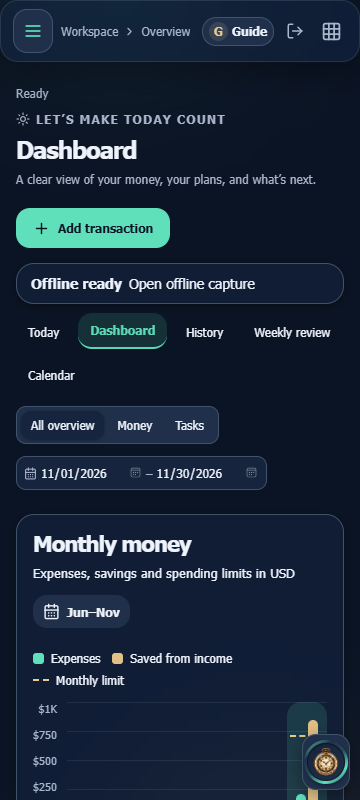 Workspace > Overview G Guide
Ready
LET'S MAKE TODAY COUNT
Dashboard
A clear view of your money, your plans, and what's next.
+ Add transaction
Offline ready Open offline capture
Today Dashboard History Weekly review
Calendar
All overview Money Tasks
11/01/2026 – 11/30/2026
Monthly money
Expenses, savings and spending limits in USD
Jun–Nov
Expenses Saved from income
Monthly limit
$1K
$750
$500
$250